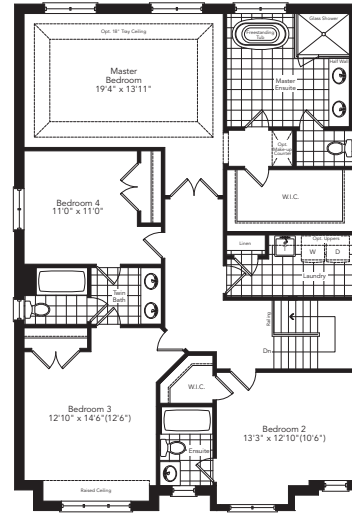 Opt. 18" Tray Ceiling
Freestanding
Tub
Glass Shower
Master
Bedroom
19'4" x 13'11"
Half Wall
Master
Ensuite
Opt.
Make-up
Counter
Bedroom 4
11'0" x 11'0"
W.I.C.
Linen
Opt. Uppers
W
D
Laundry
Twin
Bath
Railing
Dn
W.I.C.
Bedroom 3
12'10" x 14'6"(12'6")
Bedroom 2
13'3" x 12'10"(10'6")
Ensuite
Raised Ceiling